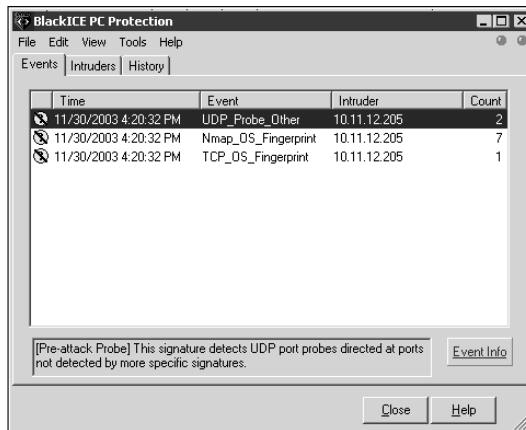 BlackICE PC Protection
File Edit View Tools Help
Events Intruders History
Time Event Intruder Count
11/30/2003 4:20:32 PM UDP_Probe_Other 10.11.12.205 2
11/30/2003 4:20:32 PM Nmap_OS_Fingerprint 10.11.12.205 7
11/30/2003 4:20:32 PM TCP_OS_Fingerprint 10.11.12.205 1
[Pre-attack Probe] This signature detects UDP port probes directed at ports
not detected by more specific signatures.
Event Info
Close Help